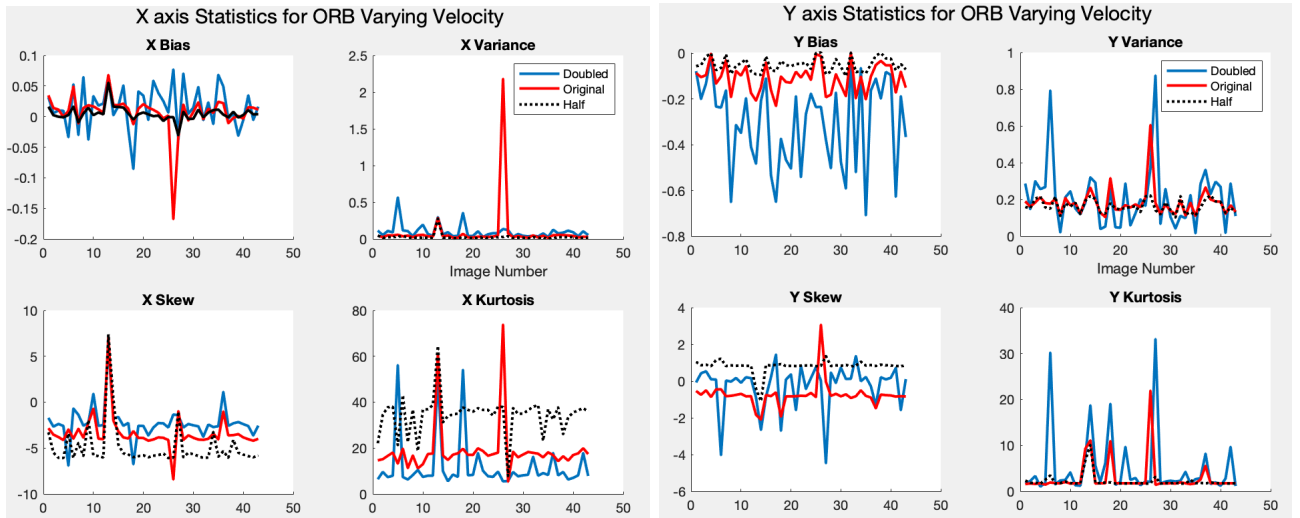 X axis Statistics for ORB Varying Velocity
X Bias
0.1
0.05
0
-0.05
-0.1
-0.15
-0.2
0 10 20 30 40 50
X Variance
2.5
2
1.5
1
0.5
0
0 10 20 30 40 50
Image Number
Doubled
Original
Half
X Skew
10
5
0
-5
-10
0 10 20 30 40 50
X Kurtosis
80
60
40
20
0
0 10 20 30 40 50
Y axis Statistics for ORB Varying Velocity
Y Bias
0
-0.2
-0.4
-0.6
-0.8
0 10 20 30 40 50
Y Variance
1
0.8
0.6
0.4
0.2
0
0 10 20 30 40 50
Image Number
Doubled
Original
Half
Y Skew
4
2
0
-2
-4
-6
0 10 20 30 40 50
Y Kurtosis
40
30
20
10
0
0 10 20 30 40 50